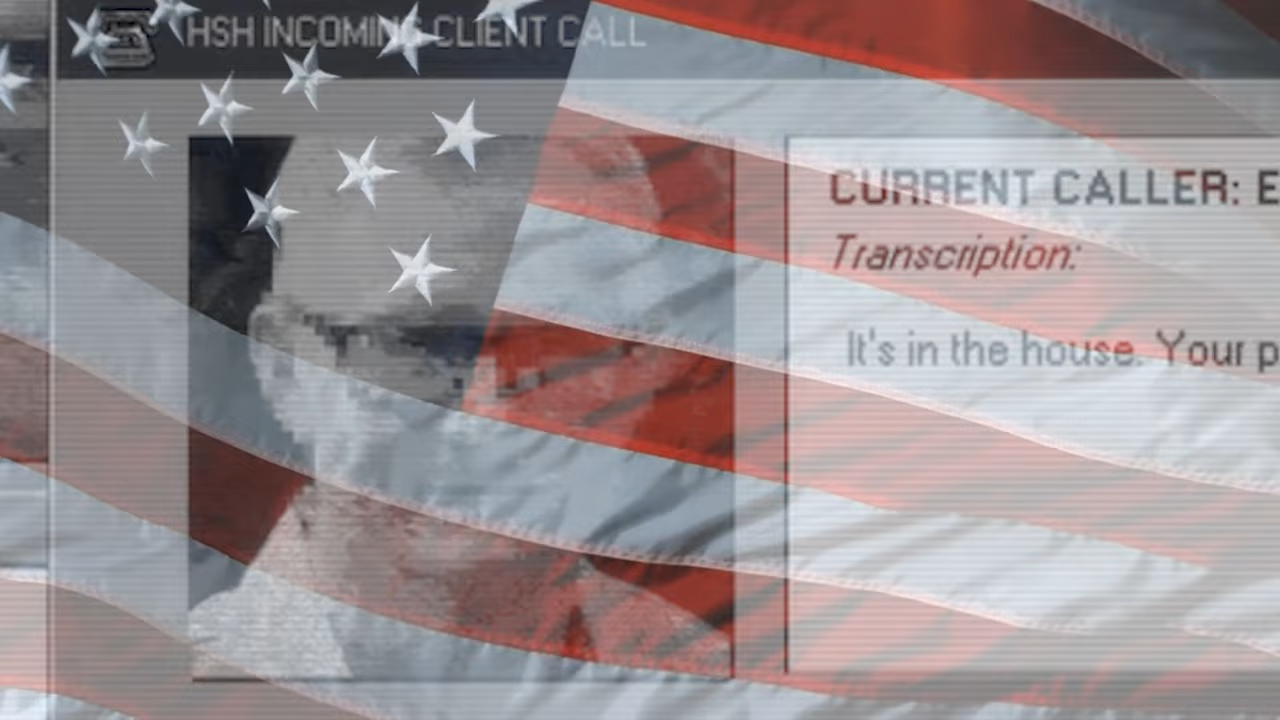 HSH INCOMING CLIENT CALL
CURRENT CALLER: E
Transcription:
It's in the house. Your p